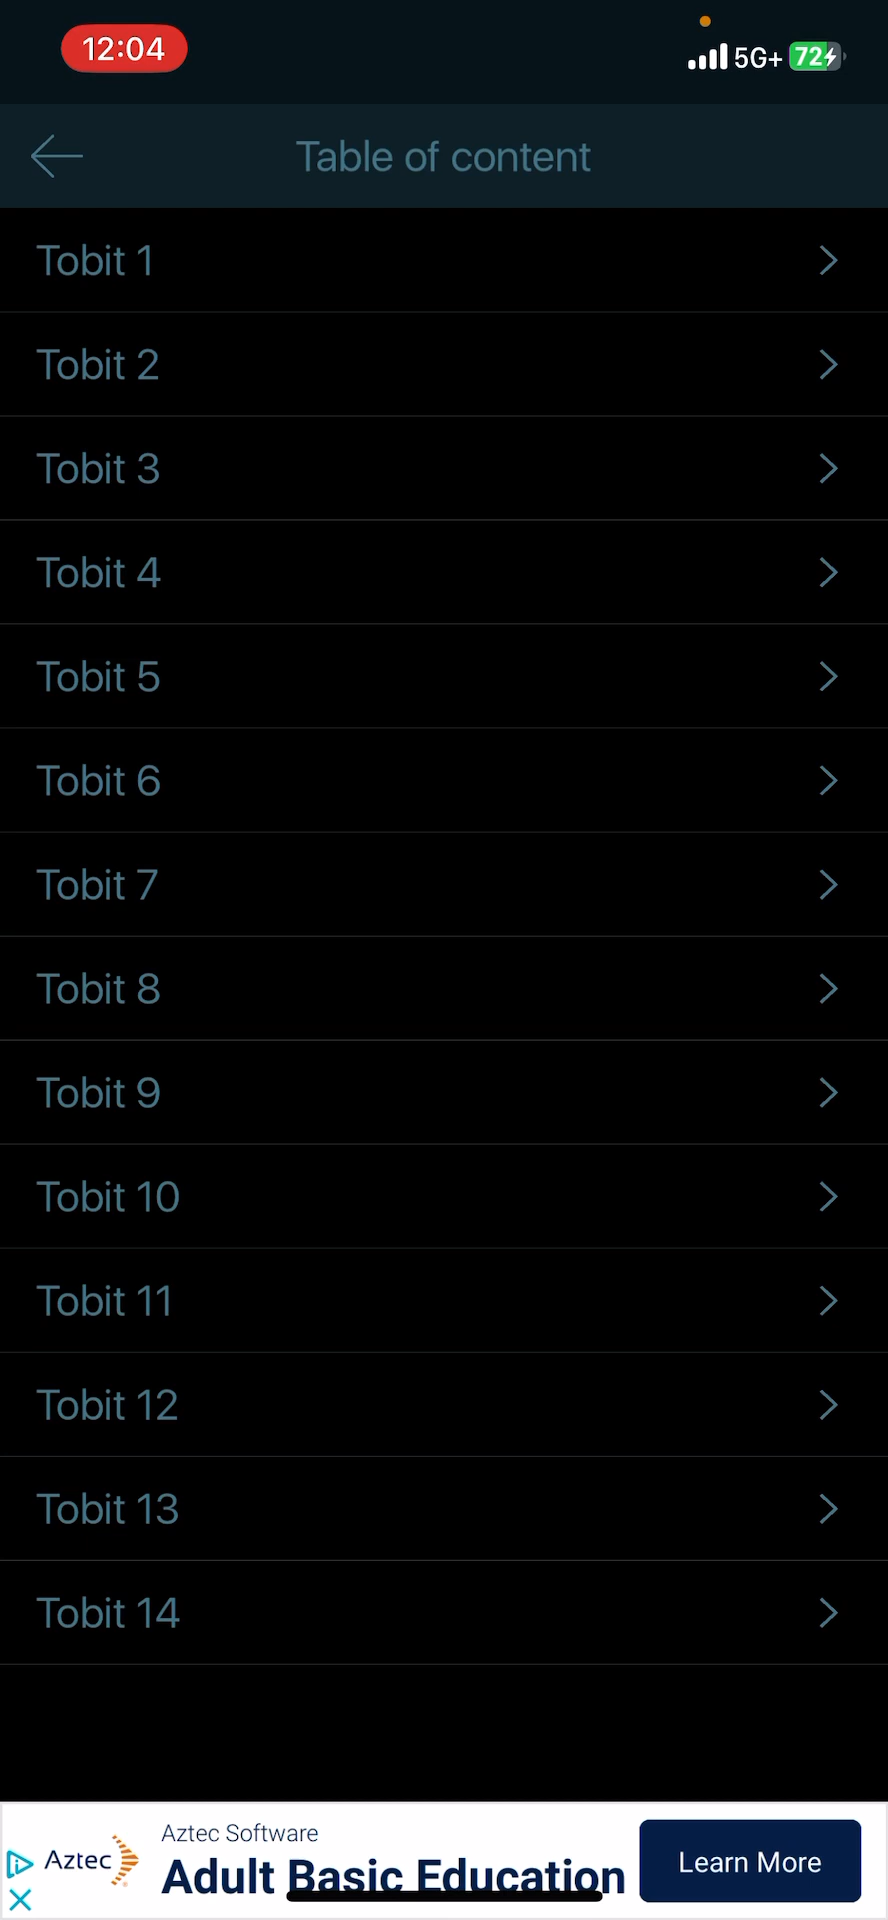 12:04
5G+ 72
Table of content
Tobit 1
Tobit 2
Tobit 3
Tobit 4
Tobit 5
Tobit 6
Tobit 7
Tobit 8
Tobit 9
Tobit 10
Tobit 11
Tobit 12
Tobit 13
Tobit 14
Aztec
Aztec Software
Adult Basic Education
Learn More